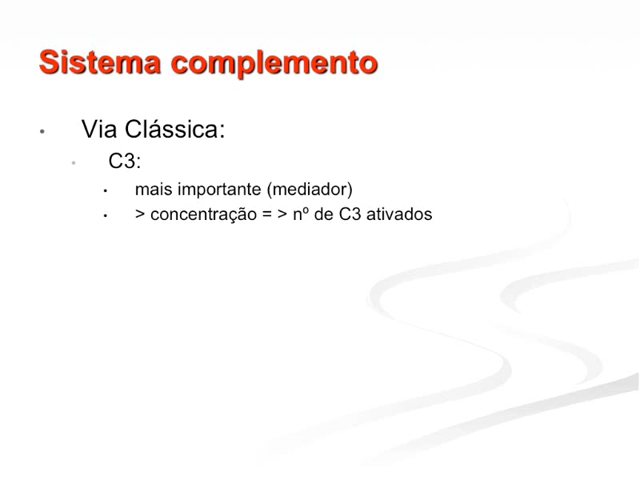 Sistema complemento
• Via Clássica:
• C3:
• mais importante (mediador)
• > concentração = > nº de C3 ativados